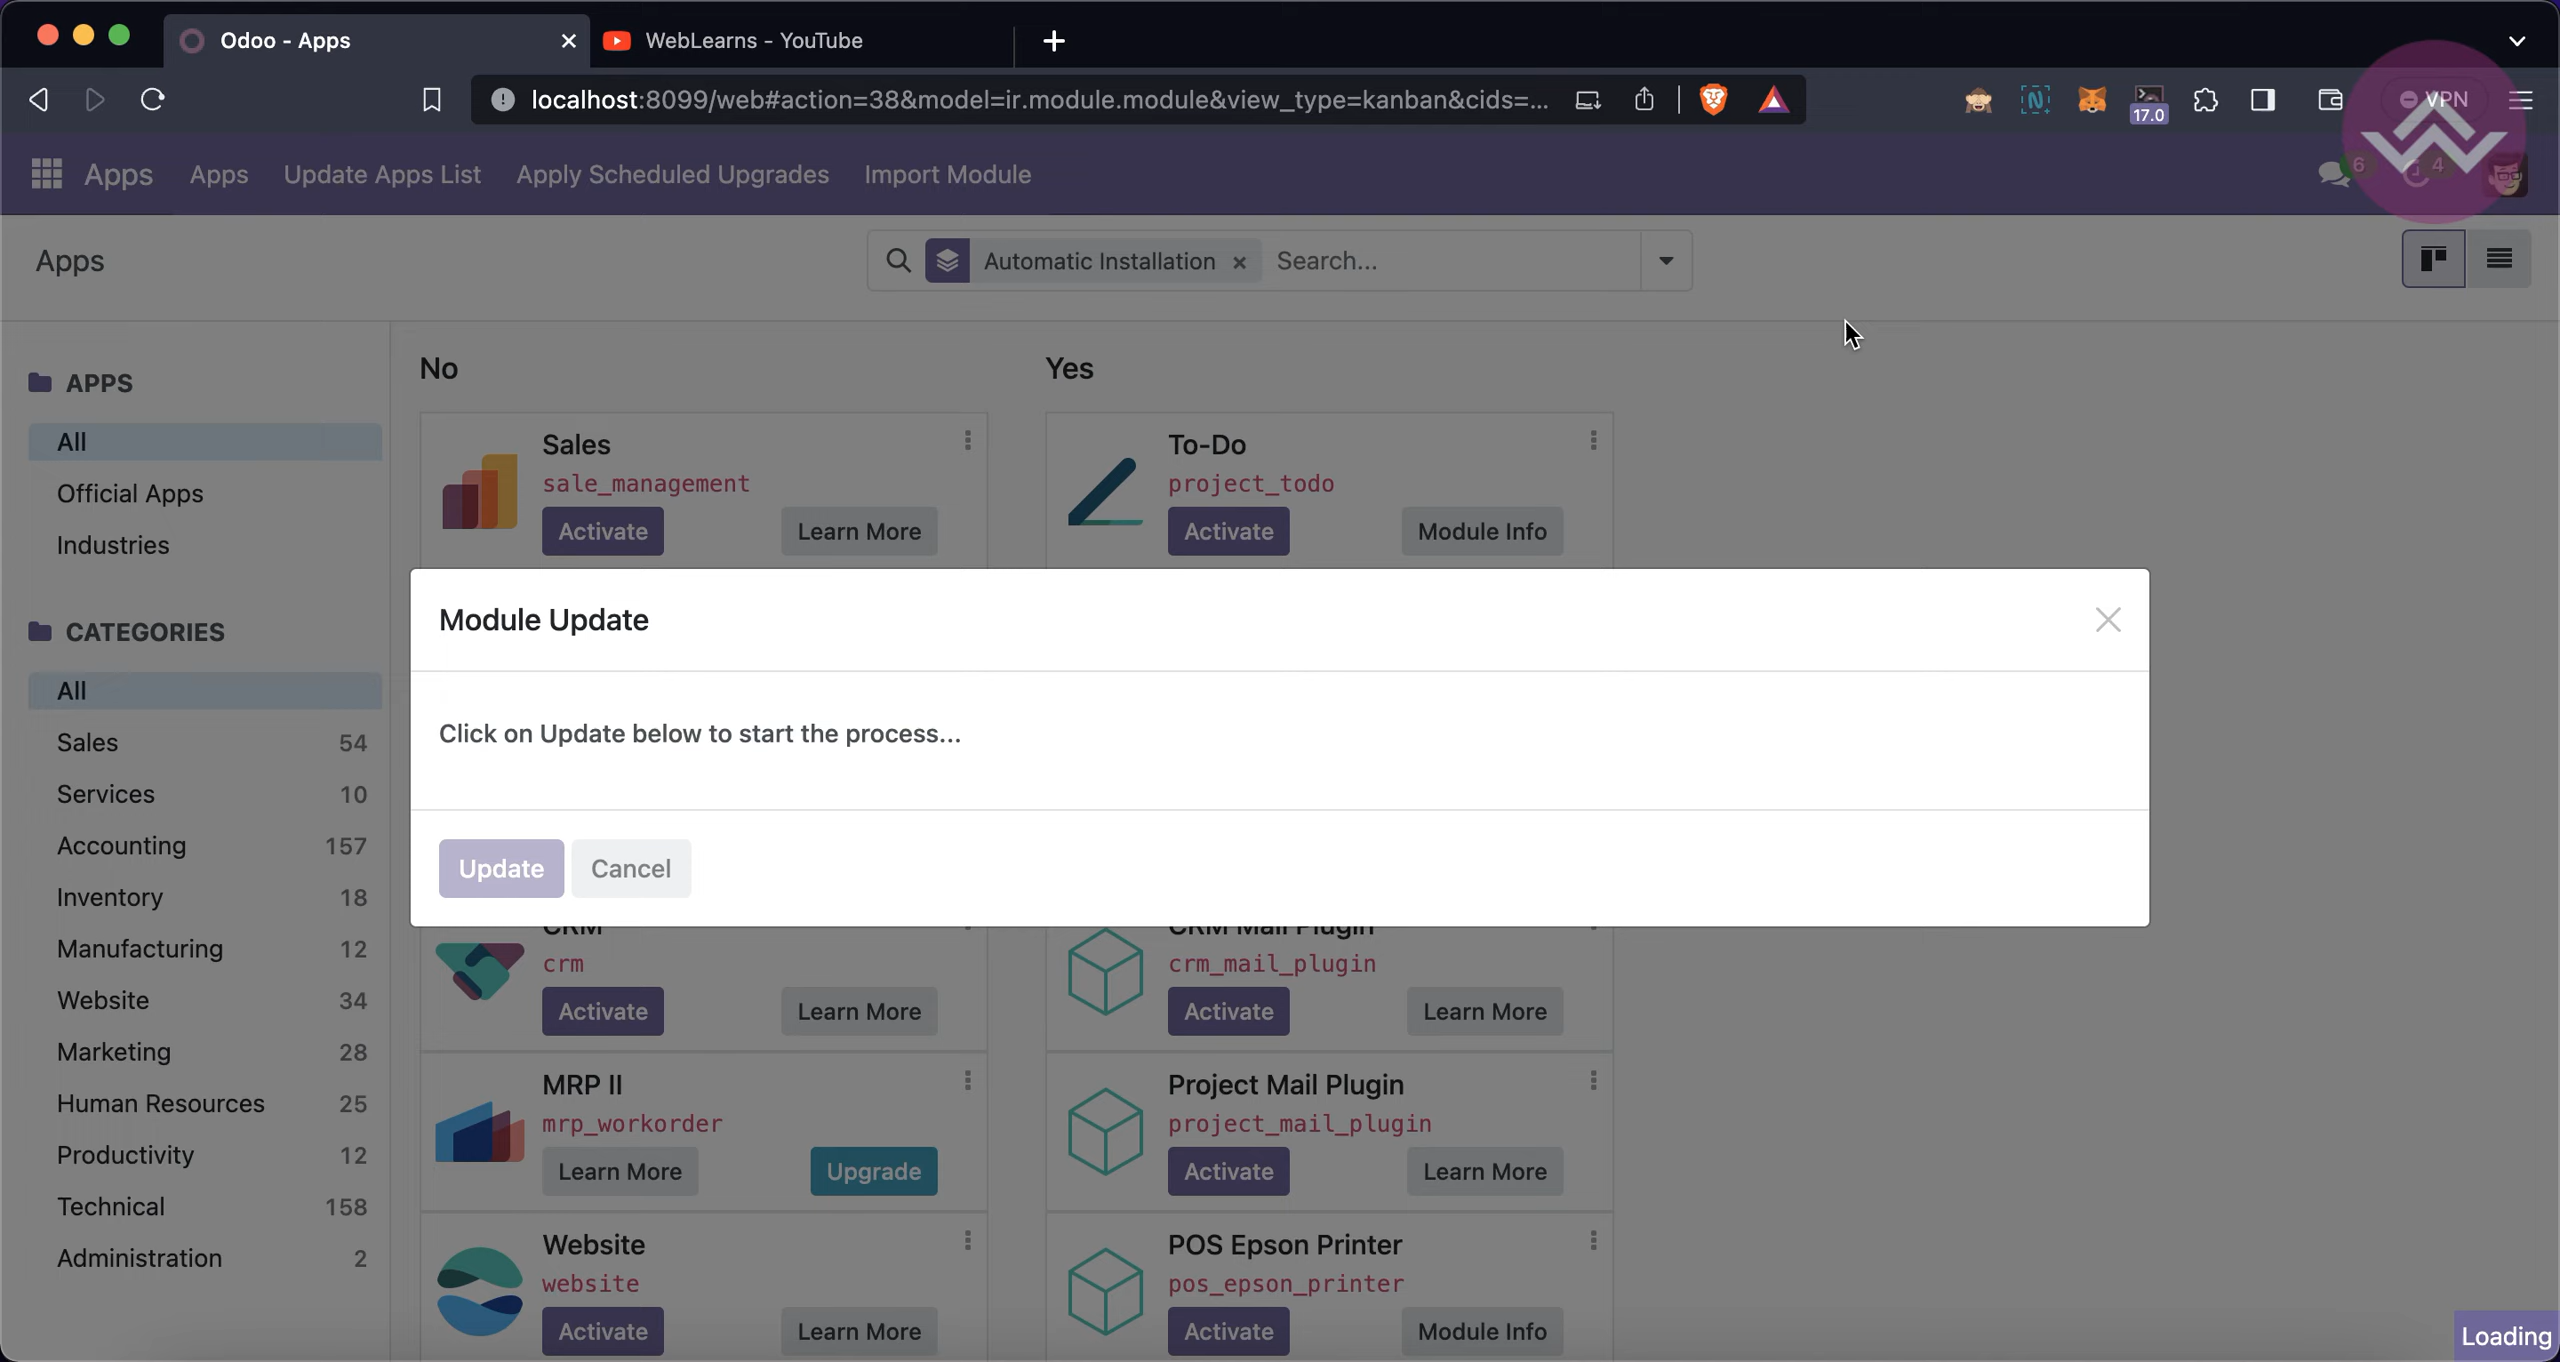 Odoo - Apps
WebLearns - YouTube
localhost:8099/web#action=38&model=ir.module.module&view_type=kanban&cids=...
17.0
VPN
Apps
Apps
Update Apps List
Apply Scheduled Upgrades
Import Module
6
4
Apps
Automatic Installation
Search...
APPS
All
Official Apps
Industries
CATEGORIES
All
Sales 54
Services 10
Accounting 157
Inventory 18
Manufacturing 12
Website 34
Marketing 28
Human Resources 25
Productivity 12
Technical 158
Administration 2
No
Sales
sale_management
Activate Learn More
Yes
To-Do
project_todo
Activate Module Info
Module Update
Click on Update below to start the process...
Update Cancel
CRM
crm
Activate Learn More
MRP II
mrp_workorder
Learn More Upgrade
Website
website
Activate Learn More
CRM Mail Plugin
crm_mail_plugin
Activate Learn More
Project Mail Plugin
project_mail_plugin
Activate Learn More
POS Epson Printer
pos_epson_printer
Activate Module Info
Loading